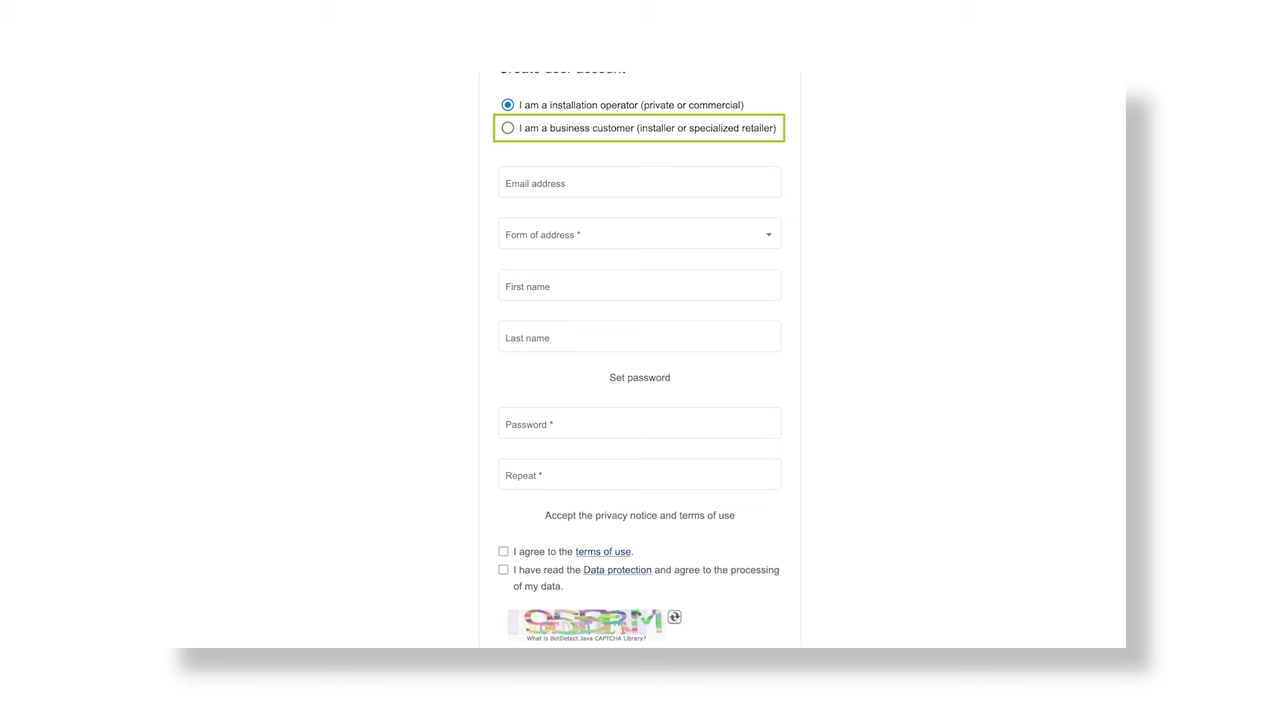 Create user account
I am a installation operator (private or commercial)
I am a business customer (installer or specialized retailer)
Email address
Form of address *
First name
Last name
Set password
Password *
Repeat *
Accept the privacy notice and terms of use
I agree to the terms of use.
I have read the Data protection and agree to the processing
of my data.
What is BotDetect Java CAPTCHA Library?